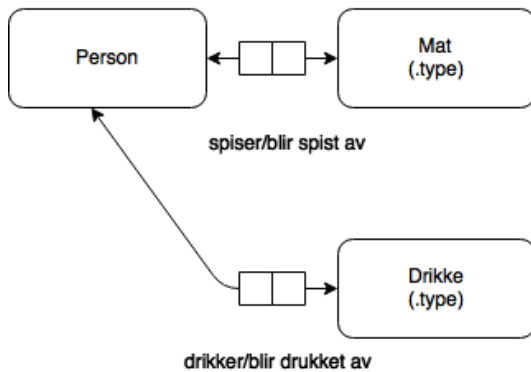 Person
Mat
(.type)
spiser/blir spist av
Drikke
(.type)
drikker/blir drukket av